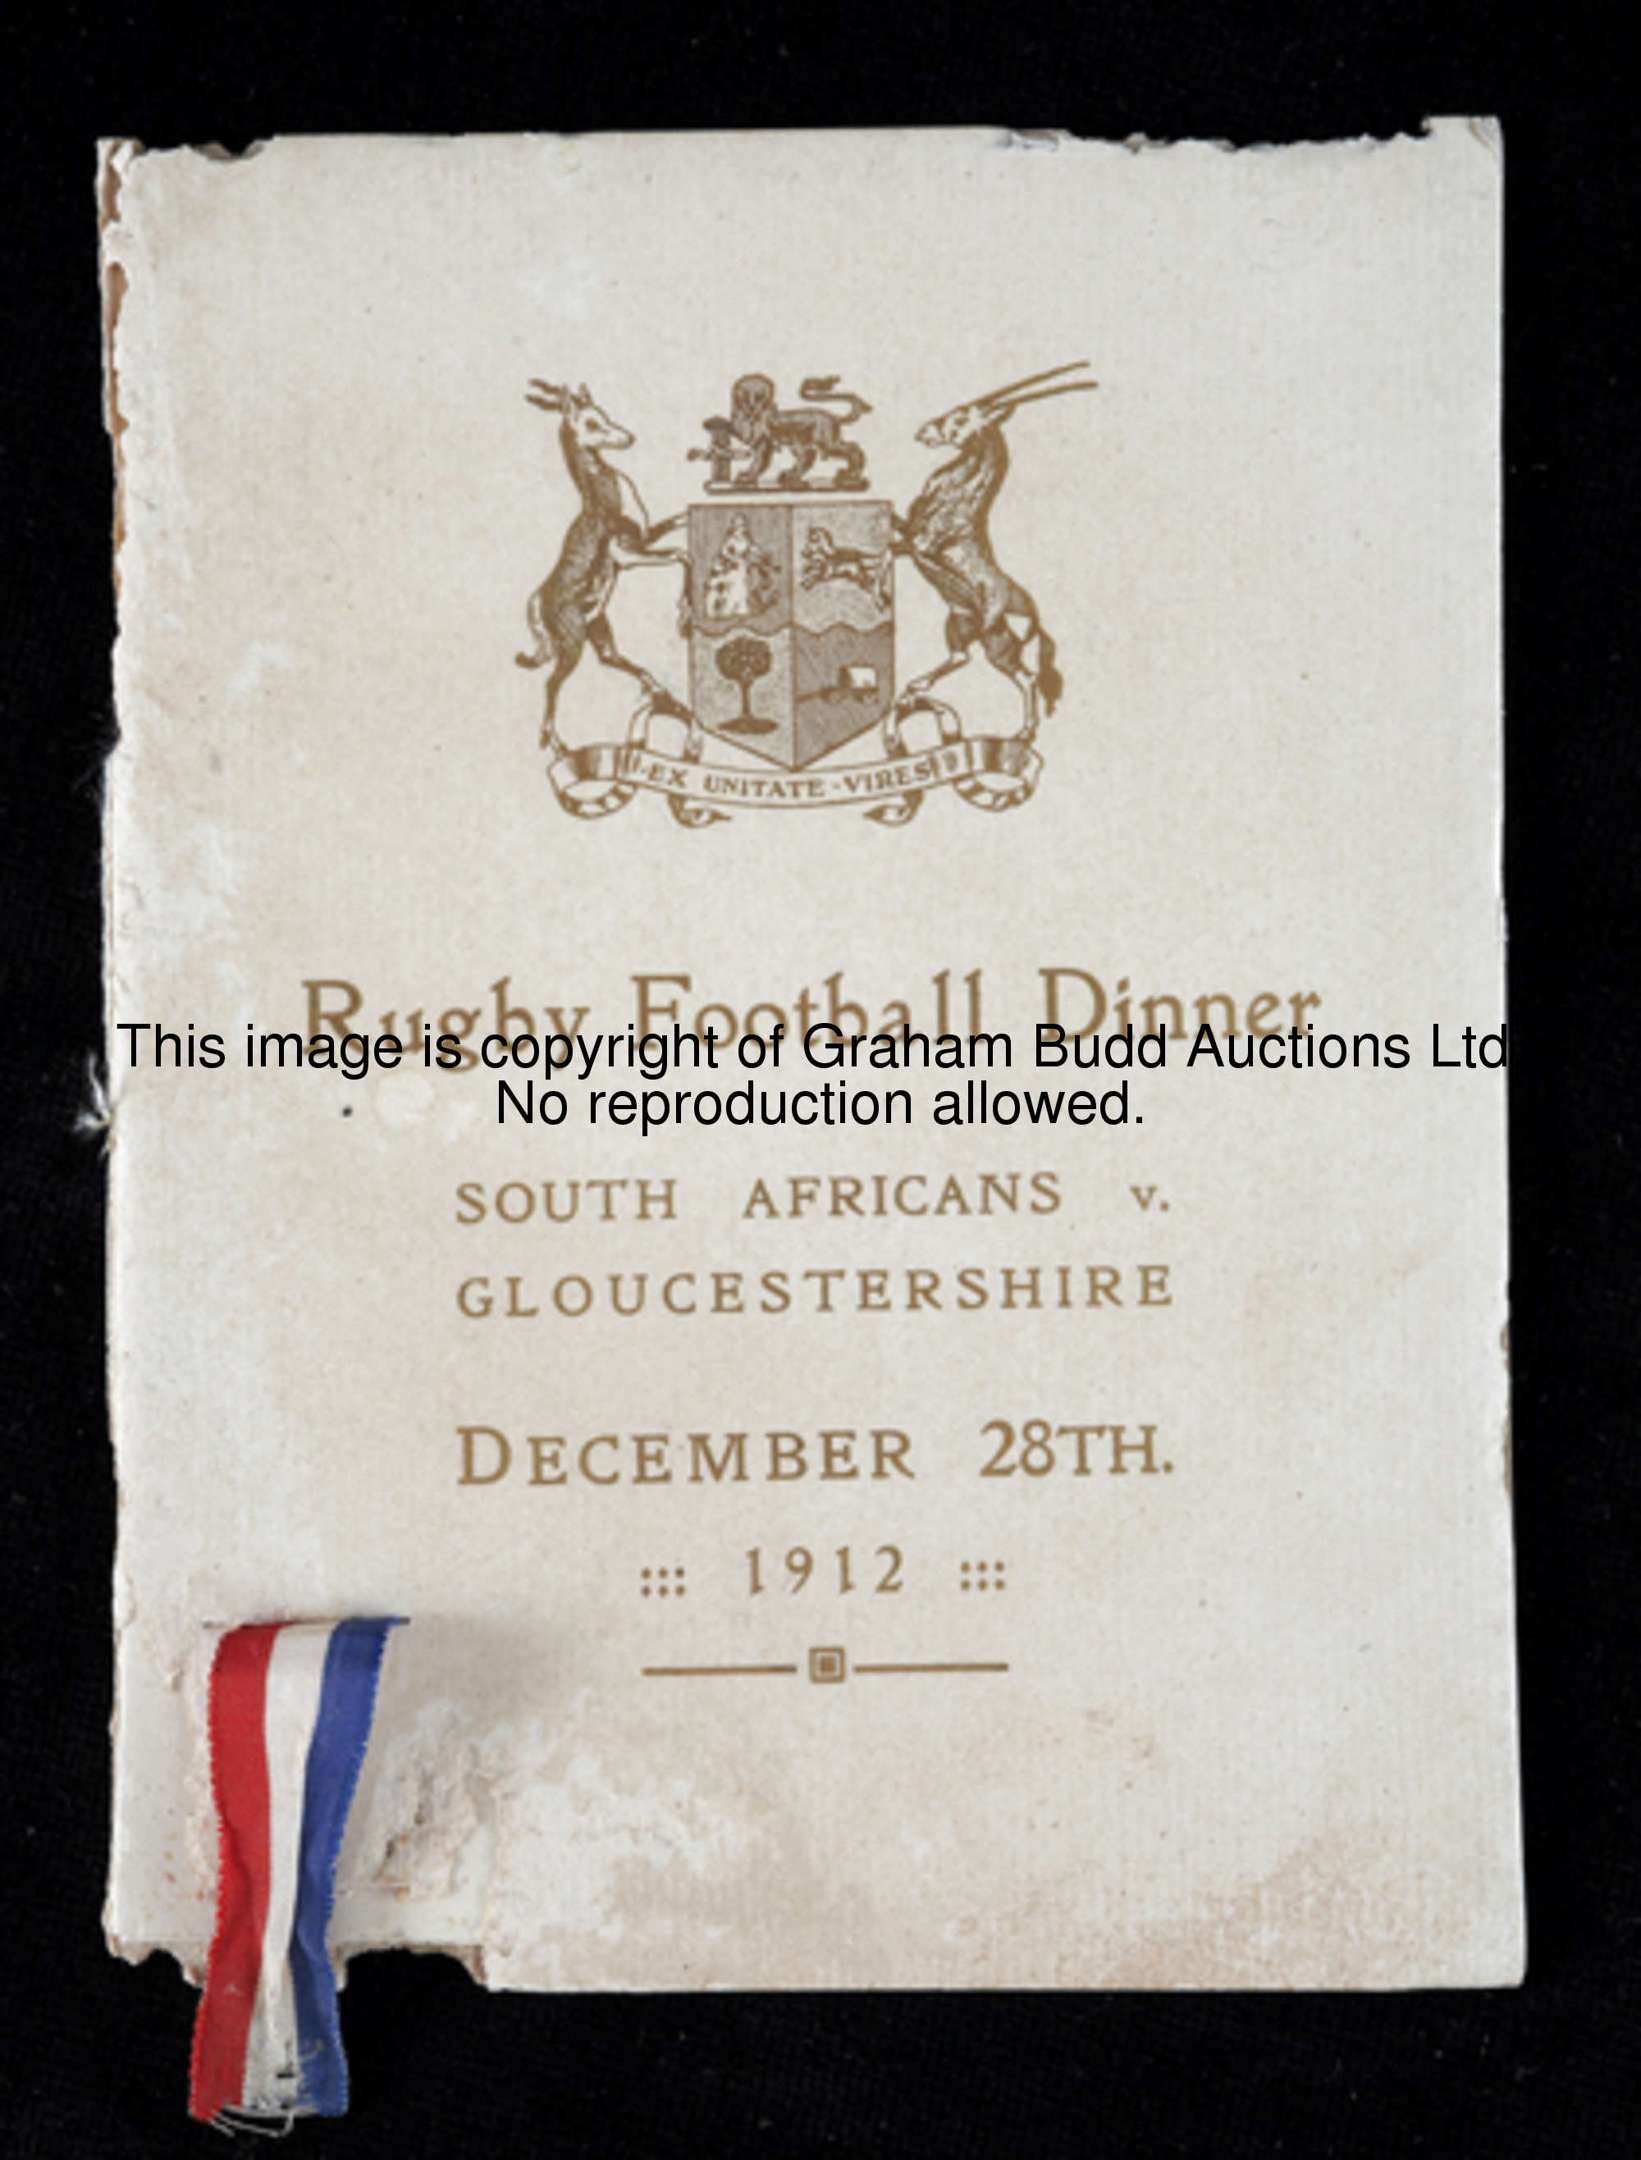 EX UNITATE VIRES
Rugby Football Dinner
This image is copyright of Graham Budd Auctions Ltd
No reproduction allowed.
SOUTH AFRICANS v.
GLOUCESTERSHIRE
DECEMBER 28TH.
1912